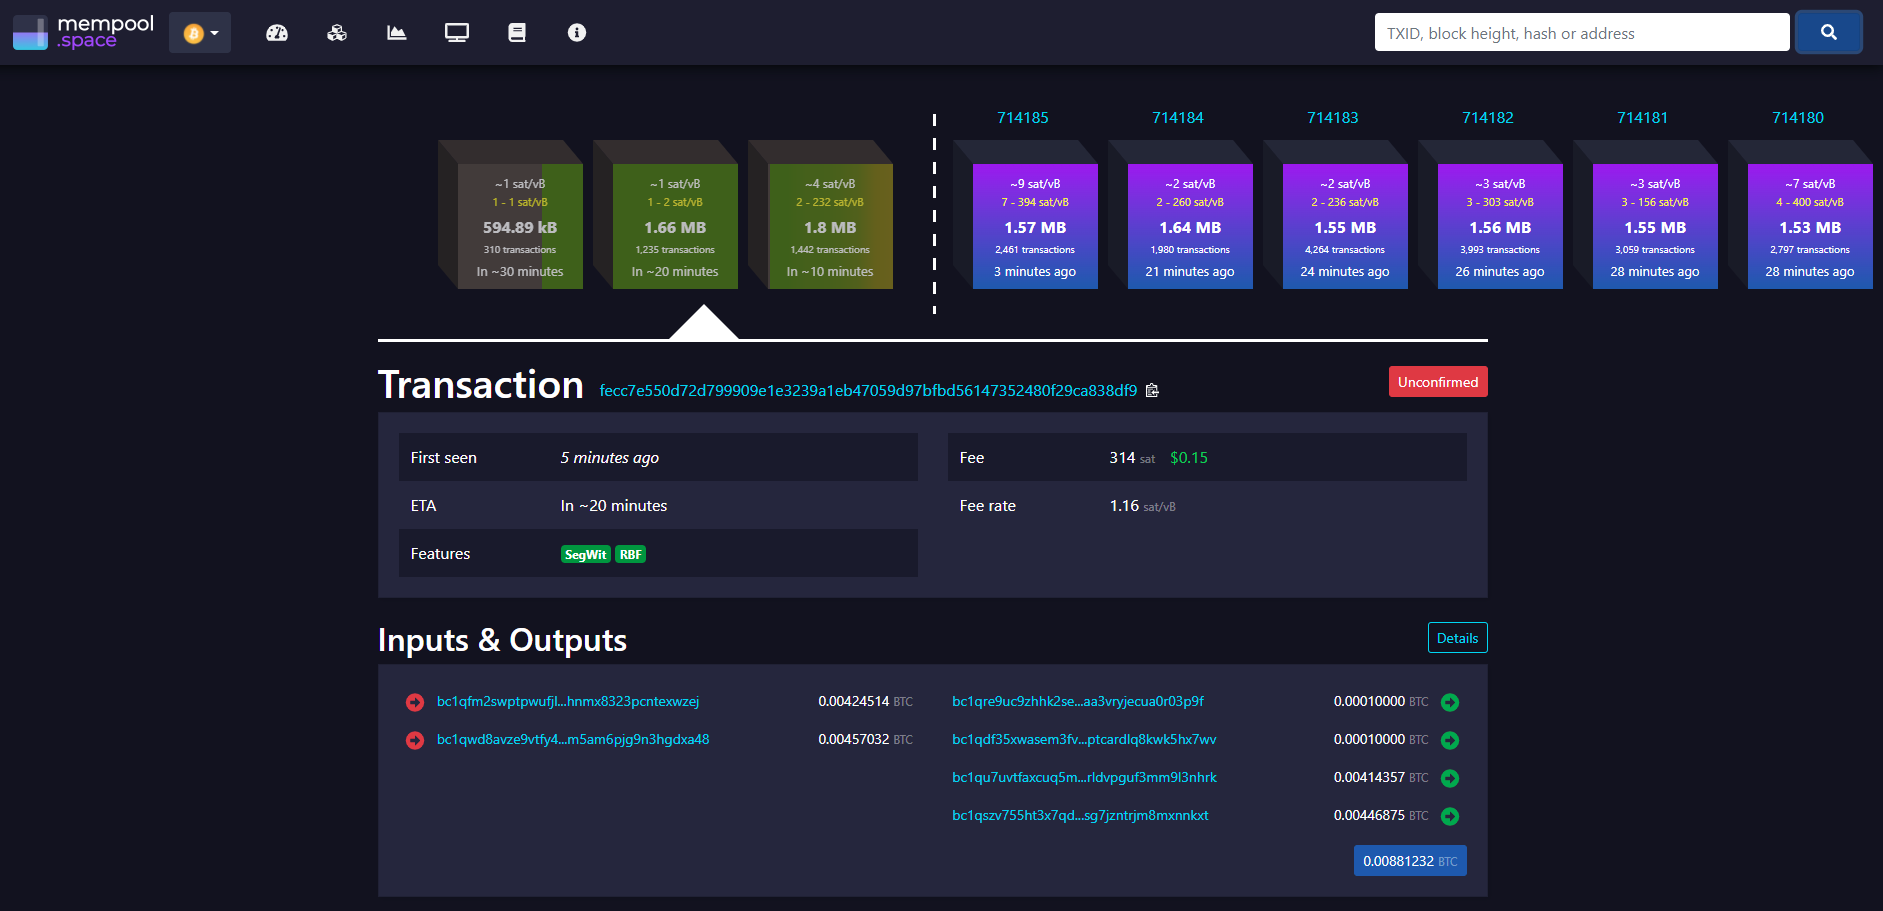 mempool
.space
TXID, block height, hash or address
~1 sat/vB
1 - 1 sat/vB
594.89 kB
310 transactions
In ~30 minutes
~1 sat/vB
1 - 2 sat/vB
1.66 MB
1,235 transactions
In ~20 minutes
~4 sat/vB
2 - 232 sat/vB
1.8 MB
1,442 transactions
In ~10 minutes
714185
~9 sat/vB
7 - 394 sat/vB
1.57 MB
2,461 transactions
3 minutes ago
714184
~2 sat/vB
2 - 260 sat/vB
1.64 MB
1,980 transactions
21 minutes ago
714183
~2 sat/vB
2 - 236 sat/vB
1.55 MB
4,264 transactions
24 minutes ago
714182
~3 sat/vB
3 - 303 sat/vB
1.56 MB
3,993 transactions
26 minutes ago
714181
~3 sat/vB
3 - 156 sat/vB
1.55 MB
3,059 transactions
28 minutes ago
714180
~7 sat/vB
4 - 400 sat/vB
1.53 MB
2,797 transactions
28 minutes ago
Transaction fecc7e550d72d799909e1e3239a1eb47059d97bfbd56147352480f29ca838df9 Unconfirmed
First seen 5 minutes ago
ETA In ~20 minutes
Features SegWit RBF
Fee 314 sat $0.15
Fee rate 1.16 sat/vB
Inputs & Outputs Details
bc1qfm2swptpwufjl...hnmx8323pcntexwzej 0.00424514 BTC
bc1qwd8avze9vtfy4...m5am6pjg9n3hgdxa48 0.00457032 BTC
bc1qre9uc9zhhk2se...aa3vryjecua0r03p9f 0.00010000 BTC
bc1qdf35xwasem3fv...ptcardlq8kwk5hx7wv 0.00010000 BTC
bc1qu7uvtfaxcuq5m...rldvpguf3mm9l3nhrk 0.00414357 BTC
bc1qszv755ht3x7qd...sg7jzntrjm8mxnnkxt 0.00446875 BTC
0.00881232 BTC